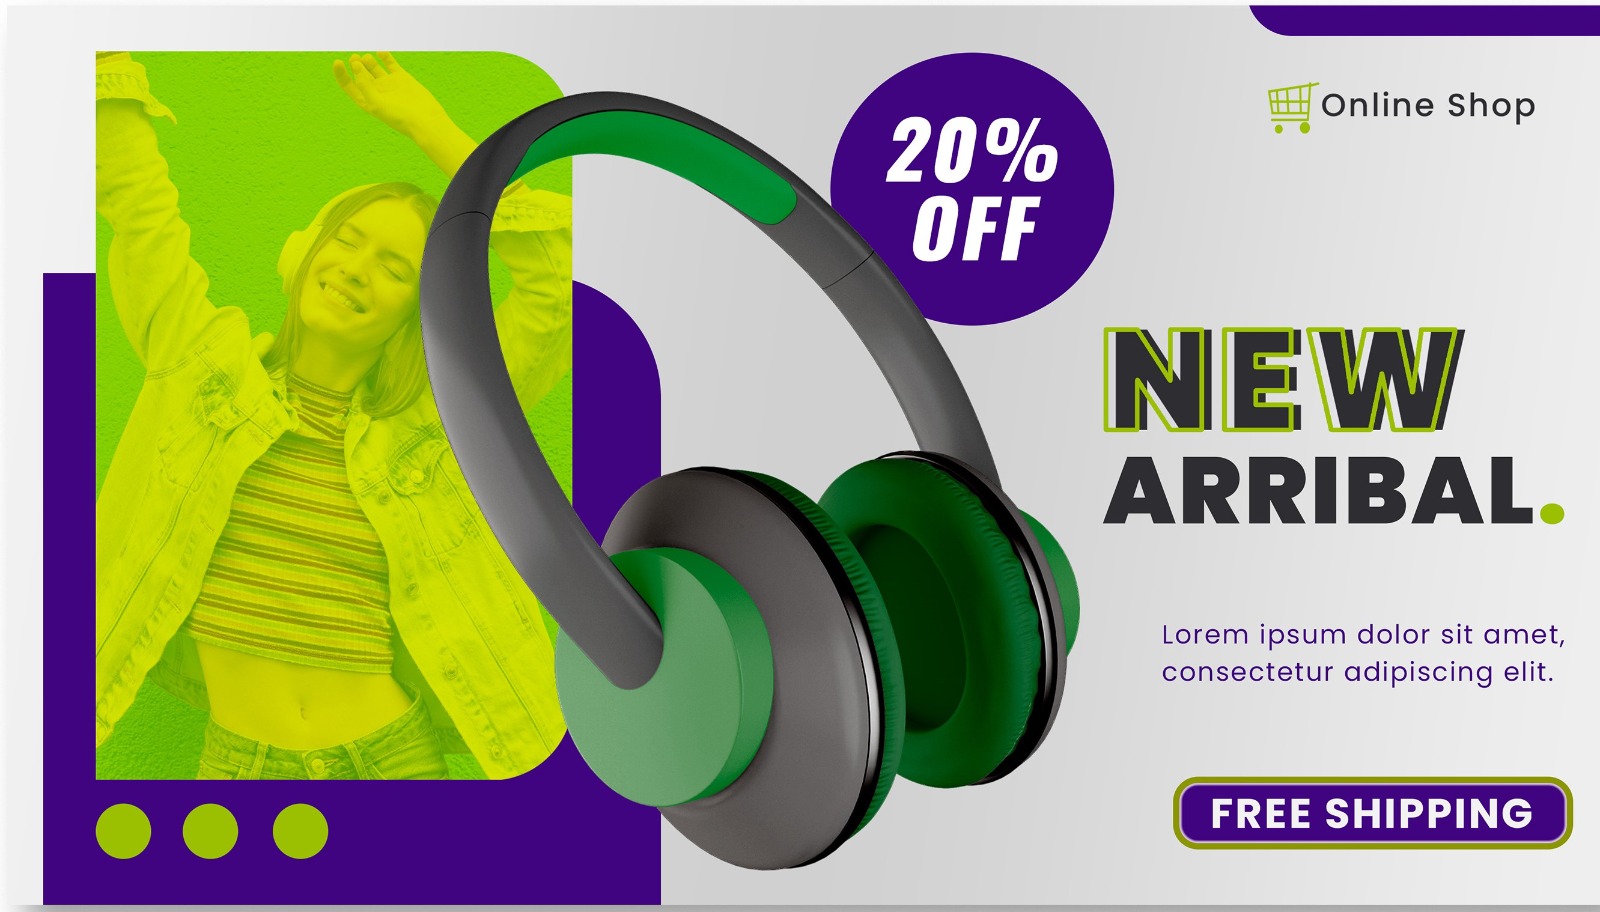 20%
OFF
Online Shop
NEW
ARRIBAL.
Lorem ipsum dolor sit amet,
consectetur adipiscing elit.
FREE SHIPPING